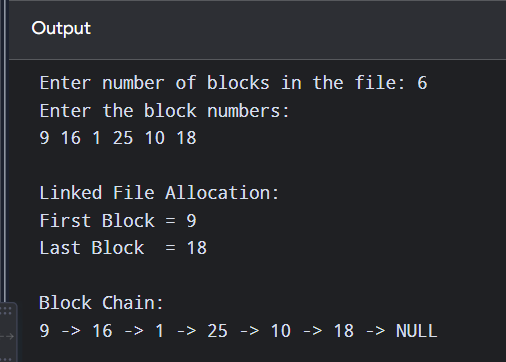 Output
Enter number of blocks in the file: 6
Enter the block numbers:
9 16 1 25 10 18
Linked File Allocation:
First Block = 9
Last Block  = 18
Block Chain:
9 -> 16 -> 1 -> 25 -> 10 -> 18 -> NULL